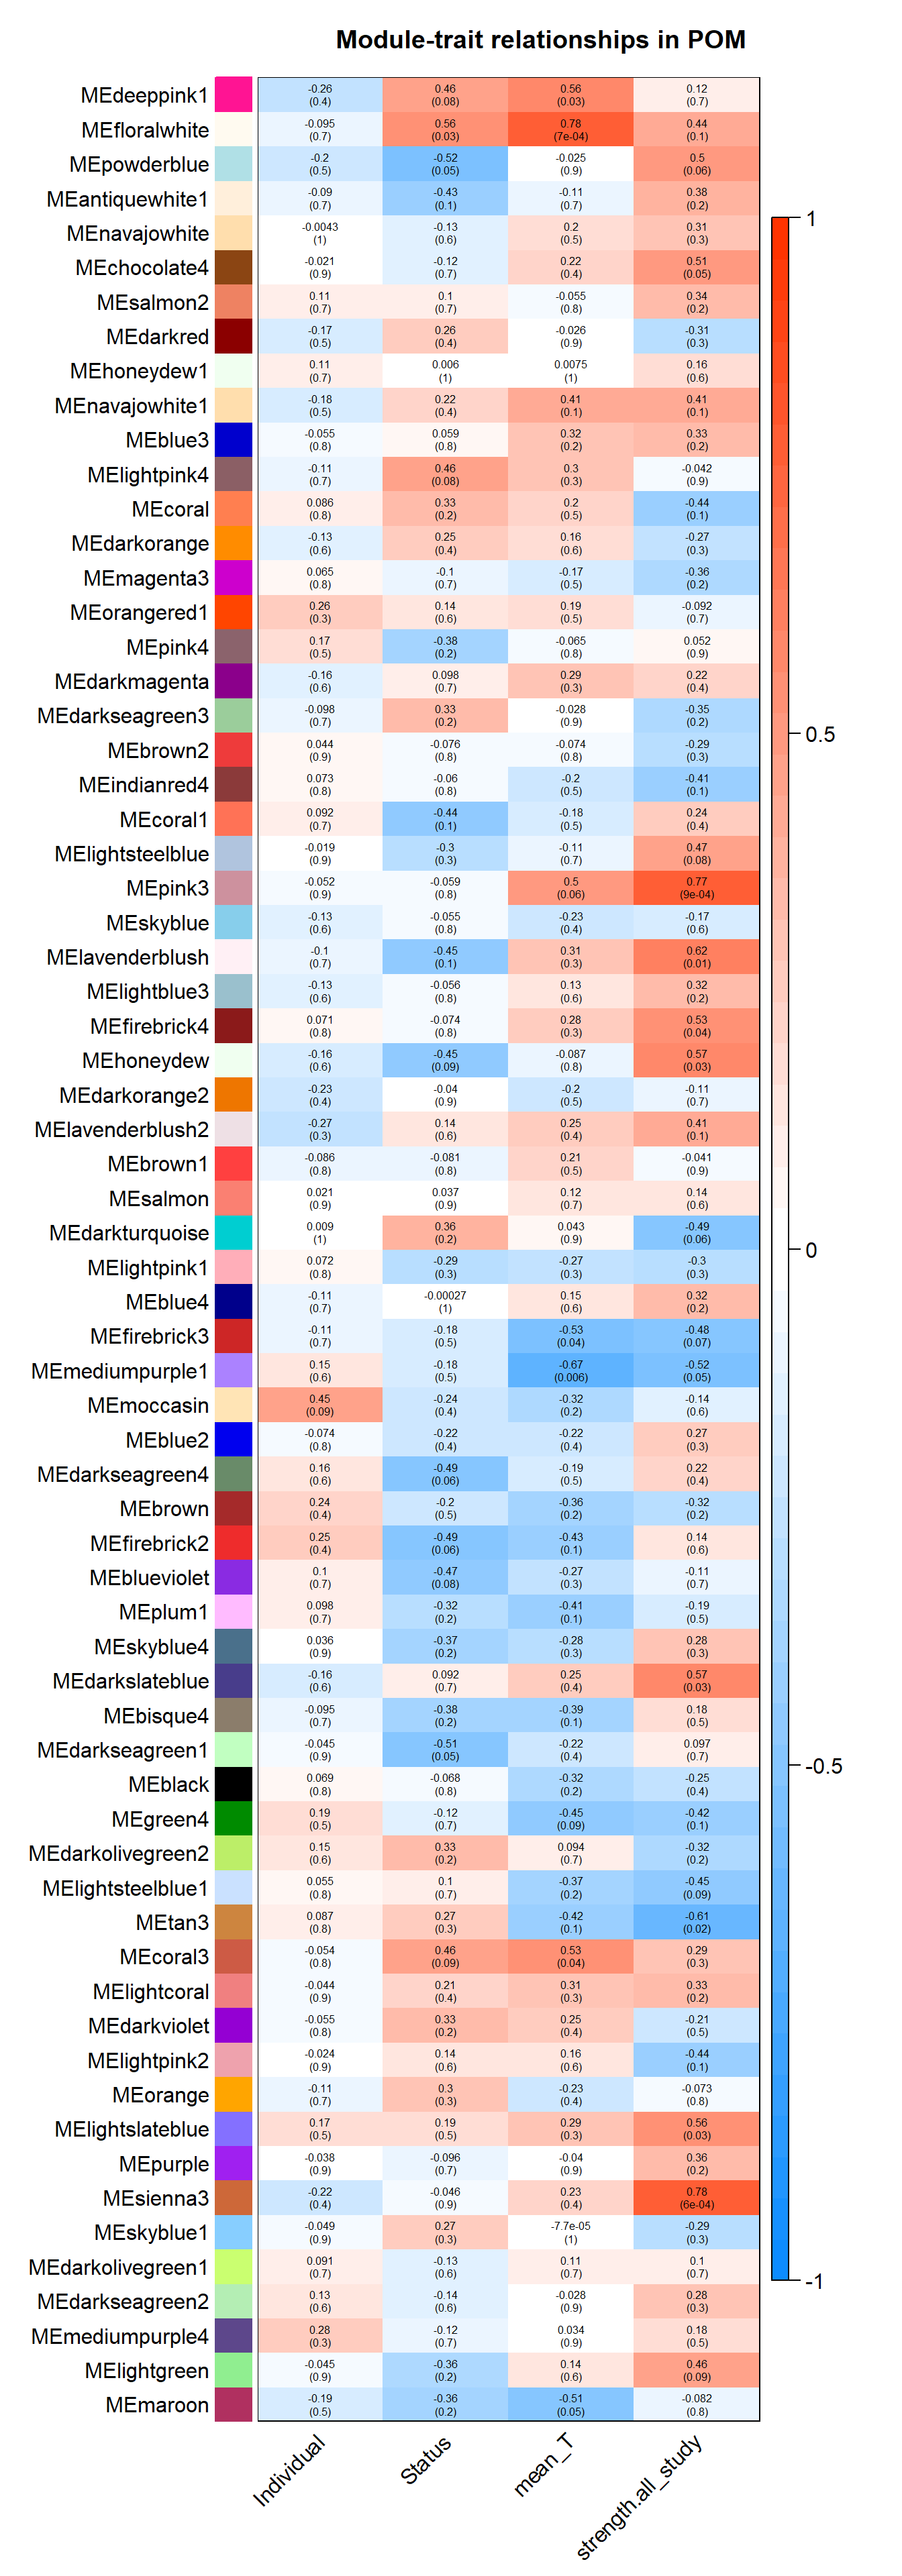 Module-trait relationships in POM
MEdeeppink1 -0.26 0.46 0.56 0.12
(0.4) (0.08) (0.03) (0.7)
MEfloralwhite -0.095 0.56 0.78 0.44
(0.7) (0.03) (7e-04) (0.1)
MEpowderblue -0.2 -0.52 -0.025 0.5
(0.5) (0.05) (0.9) (0.06)
MEantiquewhite1 -0.09 -0.43 -0.11 0.38
(0.7) (0.1) (0.7) (0.2)
MEnavajowhite -0.0043 -0.13 0.2 0.31
(1) (0.6) (0.5) (0.3)
MEchocolate4 -0.021 -0.12 0.22 0.51
(0.9) (0.7) (0.4) (0.05)
MEsalmon2 0.11 0.1 -0.055 0.34
(0.7) (0.7) (0.8) (0.2)
MEdarkred -0.17 0.26 -0.026 -0.31
(0.5) (0.4) (0.9) (0.3)
MEhoneydew1 0.11 0.006 0.0075 0.16
(0.7) (1) (1) (0.6)
MEnavajowhite1 -0.18 0.22 0.41 0.41
(0.5) (0.4) (0.1) (0.1)
MEblue3 -0.055 0.059 0.32 0.33
(0.8) (0.8) (0.2) (0.2)
MElightpink4 -0.11 0.46 0.3 -0.042
(0.7) (0.08) (0.3) (0.9)
MEcoral 0.086 0.33 0.2 -0.44
(0.8) (0.2) (0.5) (0.1)
MEdarkorange -0.13 0.25 0.16 -0.27
(0.6) (0.4) (0.6) (0.3)
MEmagenta3 0.065 -0.1 -0.17 -0.36
(0.8) (0.7) (0.5) (0.2)
MEorangered1 0.26 0.14 0.19 -0.092
(0.3) (0.6) (0.5) (0.7)
MEpink4 0.17 -0.38 -0.065 0.052
(0.5) (0.2) (0.8) (0.9)
MEdarkmagenta -0.16 0.098 0.29 0.22
(0.6) (0.7) (0.3) (0.4)
MEdarkseagreen3 -0.098 0.33 -0.028 -0.35
(0.7) (0.2) (0.9) (0.2)
MEbrown2 0.044 -0.076 -0.074 -0.29
(0.9) (0.8) (0.8) (0.3)
MEindianred4 0.073 -0.06 -0.2 -0.41
(0.8) (0.8) (0.5) (0.1)
MEcoral1 0.092 -0.44 -0.18 0.24
(0.7) (0.1) (0.5) (0.4)
MElightsteelblue -0.019 -0.3 -0.11 0.47
(0.9) (0.3) (0.7) (0.08)
MEpink3 -0.052 -0.059 0.5 0.77
(0.9) (0.8) (0.06) (9e-04)
MEskyblue -0.13 -0.055 -0.23 -0.17
(0.6) (0.8) (0.4) (0.6)
MElavenderblush -0.1 -0.45 0.31 0.62
(0.7) (0.1) (0.3) (0.01)
MElightblue3 -0.13 -0.056 0.13 0.32
(0.6) (0.8) (0.6) (0.2)
MEfirebrick4 0.071 -0.074 0.28 0.53
(0.8) (0.8) (0.3) (0.04)
MEhoneydew -0.16 -0.45 -0.087 0.57
(0.6) (0.09) (0.8) (0.03)
MEdarkorange2 -0.23 -0.04 -0.2 -0.11
(0.4) (0.9) (0.5) (0.7)
MElavenderblush2 -0.27 0.14 0.25 0.41
(0.3) (0.6) (0.4) (0.1)
MEbrown1 -0.086 -0.081 0.21 -0.041
(0.8) (0.8) (0.5) (0.9)
MEsalmon 0.021 0.037 0.12 0.14
(0.9) (0.9) (0.7) (0.6)
MEdarkturquoise 0.009 0.36 0.043 -0.49
(1) (0.2) (0.9) (0.06)
MElightpink1 0.072 -0.29 -0.27 -0.3
(0.8) (0.3) (0.3) (0.3)
MEblue4 -0.11 -0.00027 0.15 0.32
(0.7) (1) (0.6) (0.2)
MEfirebrick3 -0.11 -0.18 -0.53 -0.48
(0.7) (0.5) (0.04) (0.07)
MEmediumpurple1 0.15 -0.18 -0.67 -0.52
(0.6) (0.5) (0.006) (0.05)
MEmoccasin 0.45 -0.24 -0.32 -0.14
(0.09) (0.4) (0.2) (0.6)
MEblue2 -0.074 -0.22 -0.22 0.27
(0.8) (0.4) (0.4) (0.3)
MEdarkseagreen4 0.16 -0.49 -0.19 0.22
(0.6) (0.06) (0.5) (0.4)
MEbrown 0.24 -0.2 -0.36 -0.32
(0.4) (0.5) (0.2) (0.2)
MEfirebrick2 0.25 -0.49 -0.43 0.14
(0.4) (0.06) (0.1) (0.6)
MEblueviolet 0.1 -0.47 -0.27 -0.11
(0.7) (0.08) (0.3) (0.7)
MEplum1 0.098 -0.32 -0.41 -0.19
(0.7) (0.2) (0.1) (0.5)
MEskyblue4 0.036 -0.37 -0.28 0.28
(0.9) (0.2) (0.3) (0.3)
MEdarkslateblue -0.16 0.092 0.25 0.57
(0.6) (0.7) (0.4) (0.03)
MEbisque4 -0.095 -0.38 -0.39 0.18
(0.7) (0.2) (0.1) (0.5)
MEdarkseagreen1 -0.045 -0.51 -0.22 0.097
(0.9) (0.05) (0.4) (0.7)
MEblack 0.069 -0.068 -0.32 -0.25
(0.8) (0.8) (0.2) (0.4)
MEgreen4 0.19 -0.12 -0.45 -0.42
(0.5) (0.7) (0.09) (0.1)
MEdarkolivegreen2 0.15 0.33 0.094 -0.32
(0.6) (0.2) (0.7) (0.2)
MElightsteelblue1 0.055 0.1 -0.37 -0.45
(0.8) (0.7) (0.2) (0.09)
MEtan3 0.087 0.27 -0.42 -0.61
(0.8) (0.3) (0.1) (0.02)
MEcoral3 -0.054 0.46 0.53 0.29
(0.8) (0.09) (0.04) (0.3)
MElightcoral -0.044 0.21 0.31 0.33
(0.9) (0.4) (0.3) (0.2)
MEdarkviolet -0.055 0.33 0.25 -0.21
(0.8) (0.2) (0.4) (0.5)
MElightpink2 -0.024 0.14 0.16 -0.44
(0.9) (0.6) (0.6) (0.1)
MEorange -0.11 0.3 -0.23 -0.073
(0.7) (0.3) (0.4) (0.8)
MElightslateblue 0.17 0.19 0.29 0.56
(0.5) (0.5) (0.3) (0.03)
MEpurple -0.038 -0.096 -0.04 0.36
(0.9) (0.7) (0.9) (0.2)
MEsienna3 -0.22 -0.046 0.23 0.78
(0.4) (0.9) (0.4) (6e-04)
MEskyblue1 -0.049 0.27 -7.7e-05 -0.29
(0.9) (0.3) (1) (0.3)
MEdarkolivegreen1 0.091 -0.13 0.11 0.1
(0.7) (0.6) (0.7) (0.7)
MEdarkseagreen2 0.13 -0.14 -0.028 0.28
(0.6) (0.6) (0.9) (0.3)
MEmediumpurple4 0.28 -0.12 0.034 0.18
(0.3) (0.7) (0.9) (0.5)
MElightgreen -0.045 -0.36 0.14 0.46
(0.9) (0.2) (0.6) (0.09)
MEmaroon -0.19 -0.36 -0.51 -0.082
(0.5) (0.2) (0.05) (0.8)
Individual Status mean_T strength.all_study
1
0.5
0
-0.5
-1